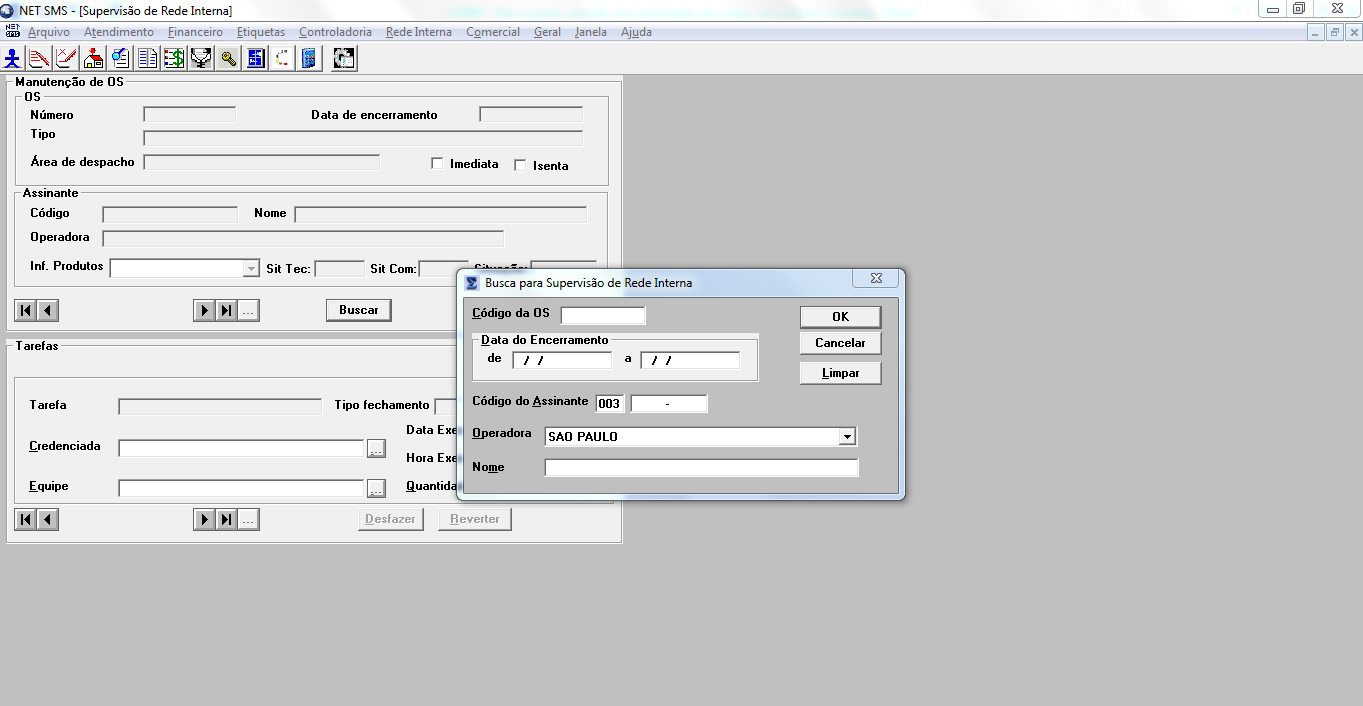 NET SMS - [Supervisão de Rede Interna]
NET SMS Arquivo Atendimento Financeiro Etiquetas Controladoria Rede Interna Comercial Geral Janela Ajuda
Manutenção de OS
OS
Número Data de encerramento
Tipo
Área de despacho Imediata Isenta
Assinante
Código Nome
Operadora
Inf. Produtos Sit Tec: Sit Com: Situação:
... Buscar
Tarefas
Tarefa Tipo fechamento
Data Exe
Credenciada ...
Hora Exe
Equipe ... Quantida
... Desfazer Reverter
Busca para Supervisão de Rede Interna
Código da OS OK
Data do Encerramento
de / / a / / Cancelar
Limpar
Código do Assinante 003 -
Operadora SAO PAULO
Nome